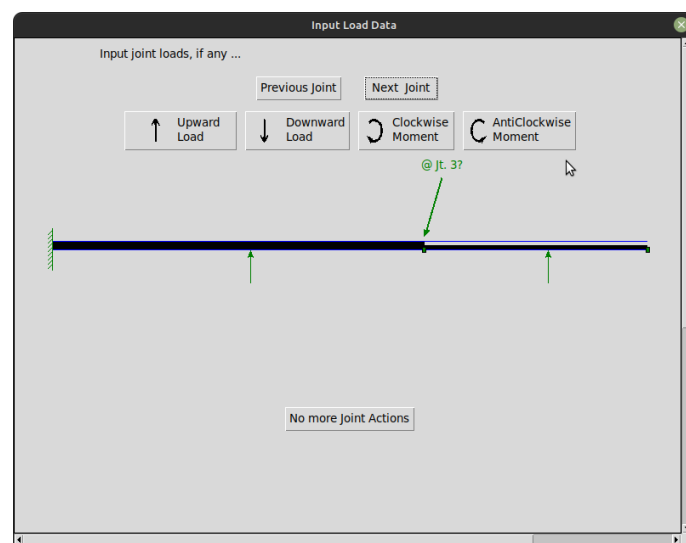 Input Load Data
Input joint loads, if any ...
Previous Joint
Next Joint
Upward
Load
Downward
Load
Clockwise
Moment
AntiClockwise
Moment
@ Jt. 3?
No more Joint Actions